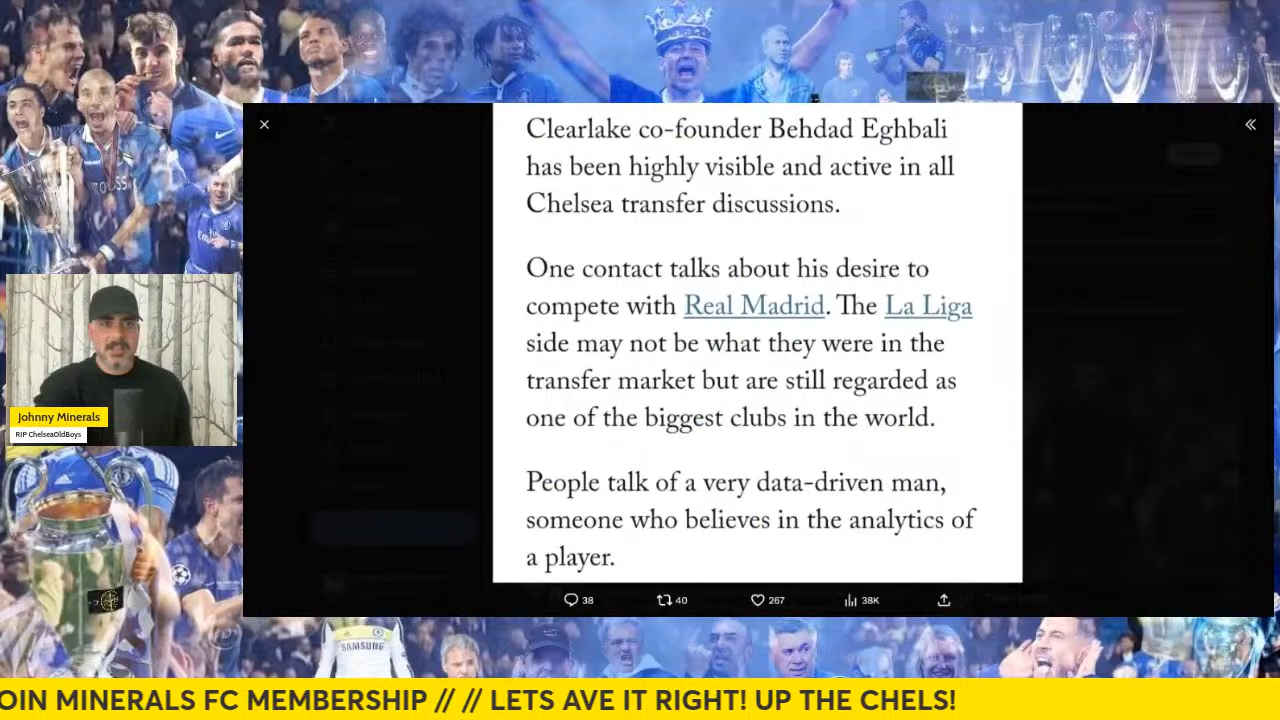 Clearlake co-founder Behdad Eghbali
has been highly visible and active in all
Chelsea transfer discussions.
One contact talks about his desire to
compete with Real Madrid. The La Liga
side may not be what they were in the
transfer market but are still regarded as
one of the biggest clubs in the world.
People talk of a very data-driven man,
someone who believes in the analytics of
a player.
38 40 267 38K
Johnny Minerals
RIP ChelseaOldBoys
SAMSUNG
OIN MINERALS FC MEMBERSHIP // // LETS AVE IT RIGHT! UP THE CHELS!